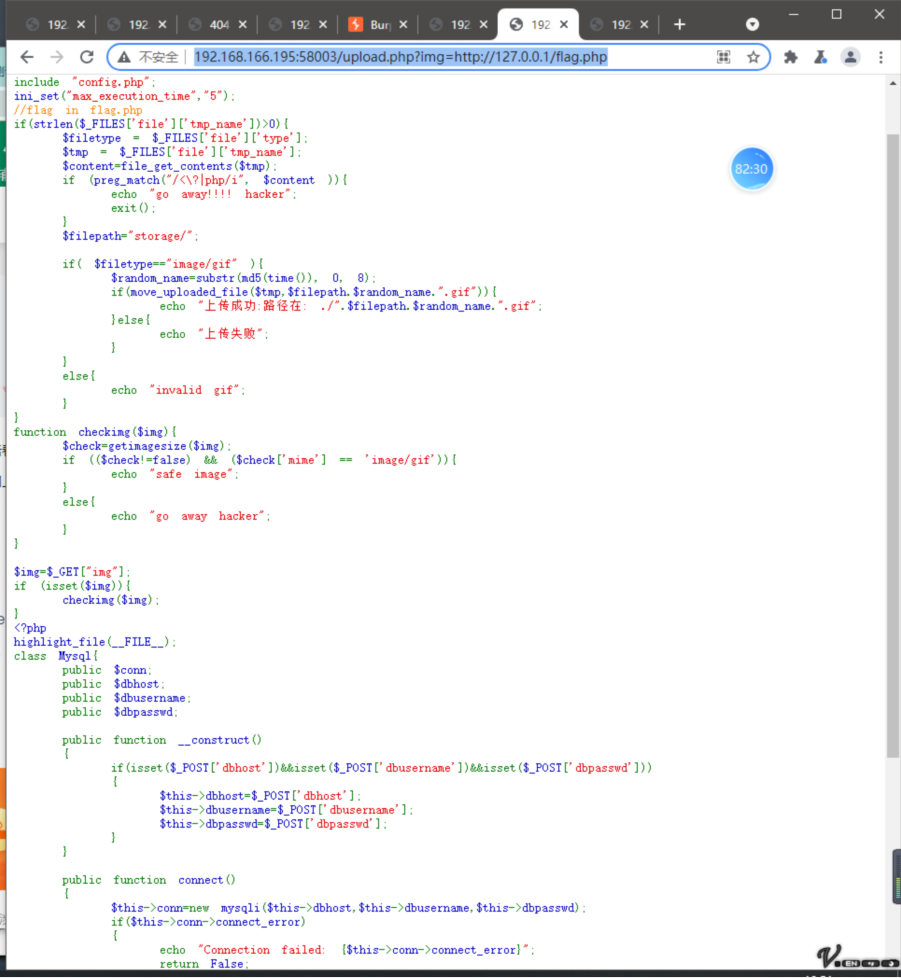 192.
192.
404
192.
Bur
192.
192.
192.
不安全 192.168.166.195:58003/upload.php?img=http://127.0.0.1/flag.php
include "config.php";
ini_set("max_execution_time","5");
//flag in flag.php
if(strlen($_FILES['file']['tmp_name'])>0){
$filetype = $_FILES['file']['type'];
$tmp = $_FILES['file']['tmp_name'];
$content=file_get_contents($tmp);
if (preg_match("/<\?|php/i", $content )){
echo "go away!!!! hacker";
exit();
}
$filepath="storage/";
if( $filetype=="image/gif" ){
$random_name=substr(md5(time()), 0, 8);
if(move_uploaded_file($tmp,$filepath.$random_name.".gif")){
echo "上传成功:路径在: ./".$filepath.$random_name.".gif";
}else{
echo "上传失败";
}
}
else{
echo "invalid gif";
}
}
function checkimg($img){
$check=getimagesize($img);
if (($check!=false) && ($check['mime'] == 'image/gif')){
echo "safe image";
}
else{
echo "go away hacker";
}
}
$img=$_GET["img"];
if (isset($img)){
checkimg($img);
}
<?php
highlight_file(__FILE__);
class Mysql{
public $conn;
public $dbhost;
public $dbusername;
public $dbpasswd;
public function __construct()
{
if(isset($_POST['dbhost'])&&isset($_POST['dbusername'])&&isset($_POST['dbpasswd']))
{
$this->dbhost=$_POST['dbhost'];
$this->dbusername=$_POST['dbusername'];
$this->dbpasswd=$_POST['dbpasswd'];
}
}
public function connect()
{
$this->conn=new mysqli($this->dbhost,$this->dbusername,$this->dbpasswd);
if($this->conn->connect_error)
{
echo "Connection failed: {$this->conn->connect_error}";
return False;
82:30
EN